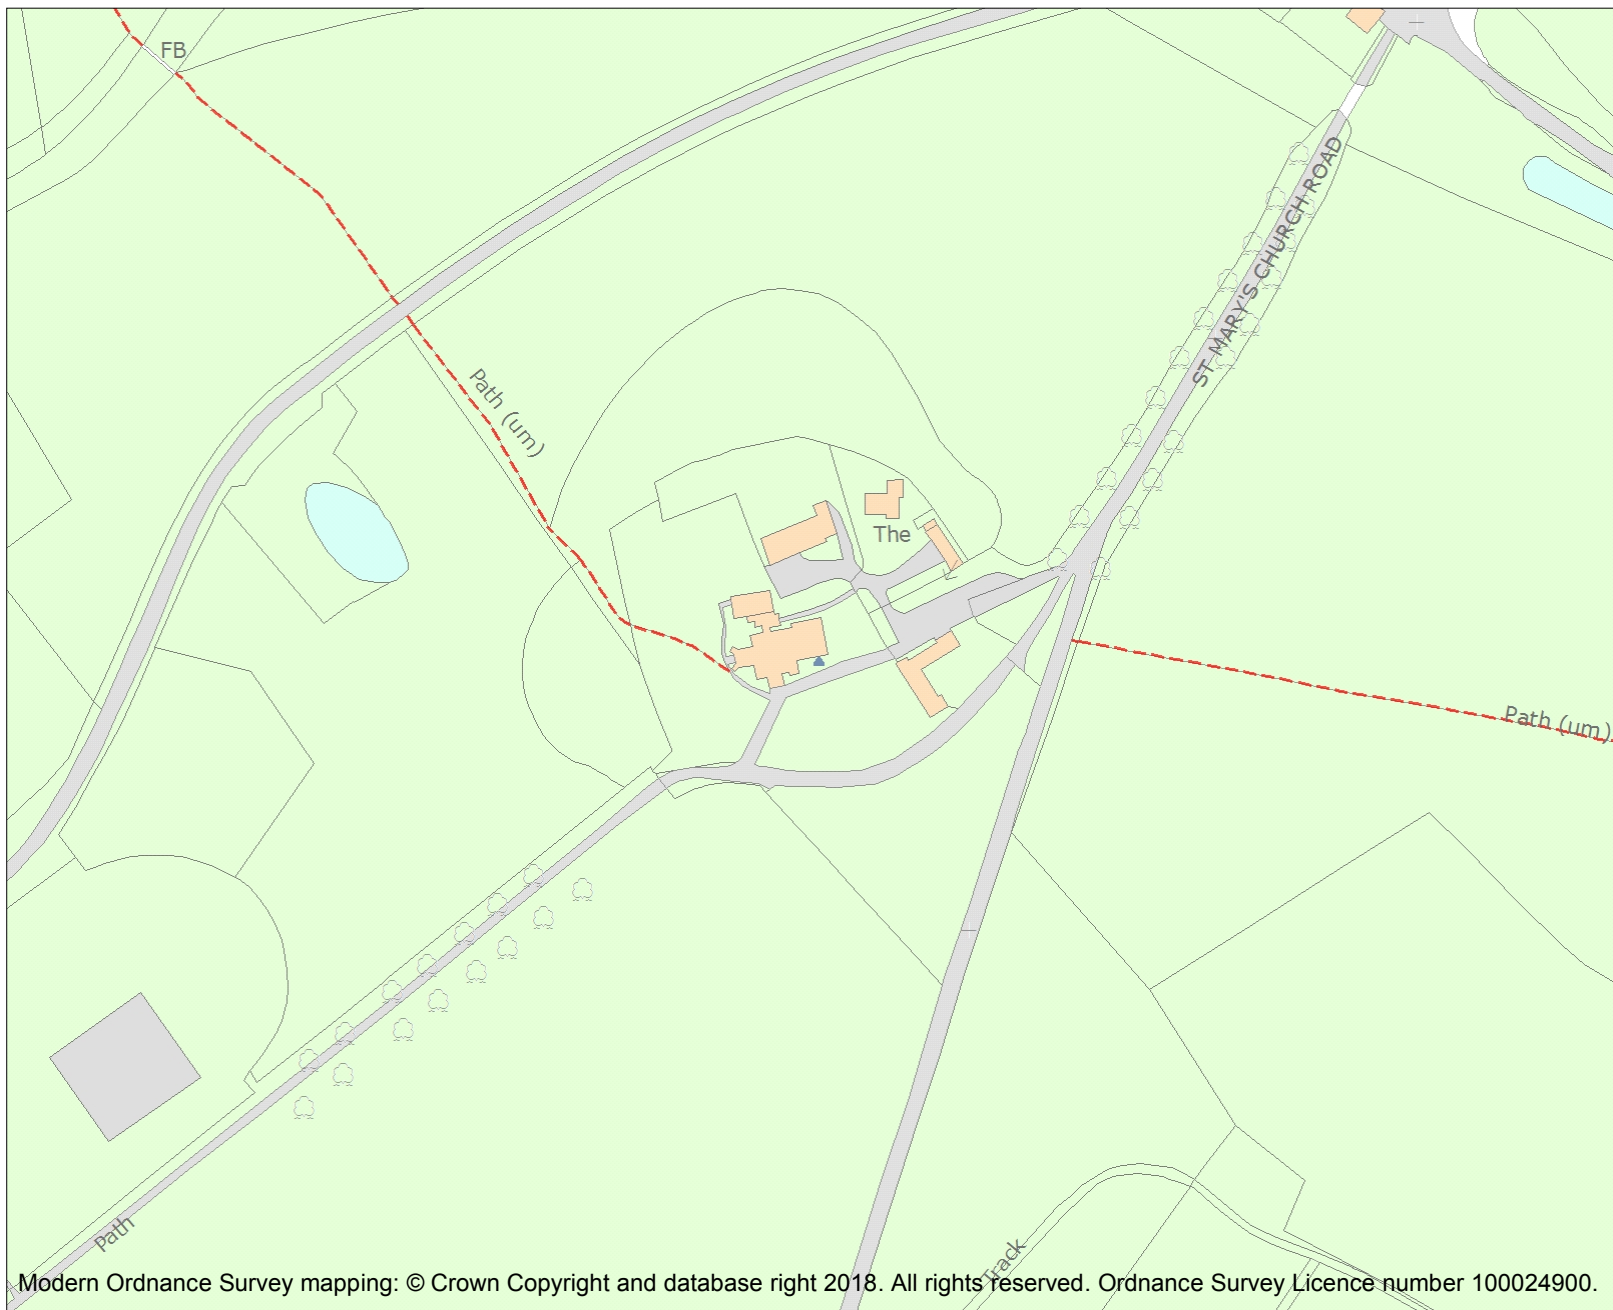 FB
ST MARY'S CHURCH ROAD
Path (um)
The
Path (um)
Path
Track
Modern Ordnance Survey mapping: © Crown Copyright and database right 2018. All rights reserved. Ordnance Survey Licence number 100024900.